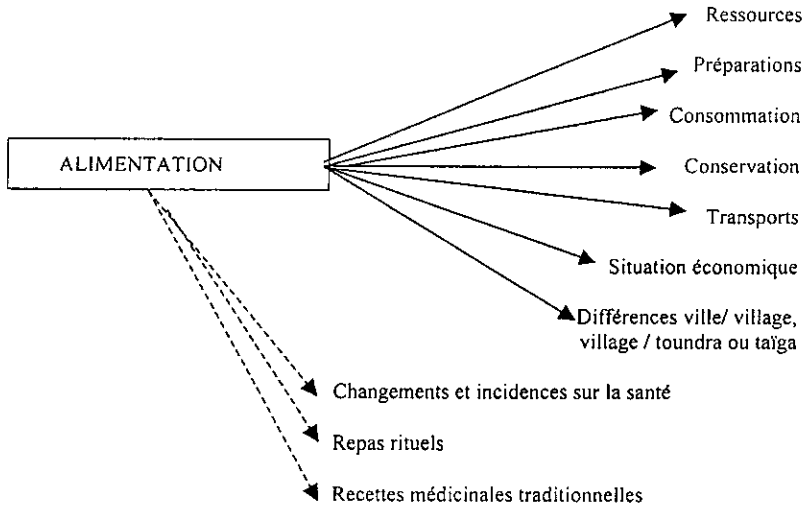 Ressources
Préparations
Consommation
ALIMENTATION
Conservation
Transports
Situation économique
Différences ville/ village,
village / toundra ou taïga
Changements et incidences sur la santé
Repas rituels
Recettes médicinales traditionnelles